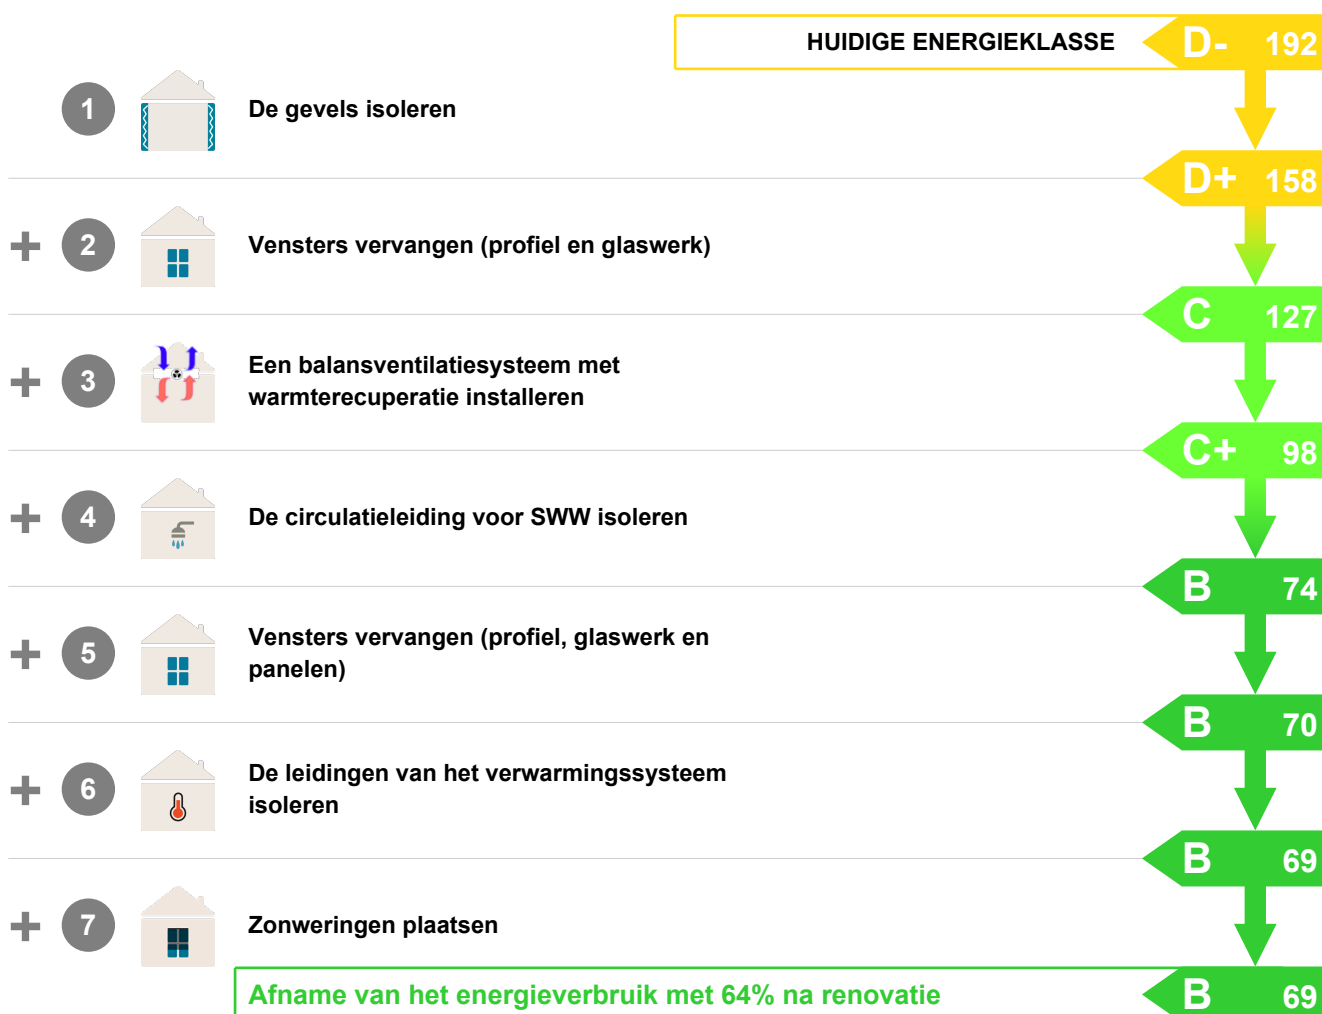 HUIDIGE ENERGIEKLASSE D- 192
1 De gevels isoleren
D+ 158
+ 2 Vensters vervangen (profiel en glaswerk)
C 127
+ 3 Een balansventilatiesysteem met
warmterecuperatie installeren
C+ 98
+ 4 De circulatieleiding voor SWW isoleren
B 74
+ 5 Vensters vervangen (profiel, glaswerk en
panelen)
B 70
+ 6 De leidingen van het verwarmingssysteem
isoleren
B 69
+ 7 Zonweringen plaatsen
Afname van het energieverbruik met 64% na renovatie B 69